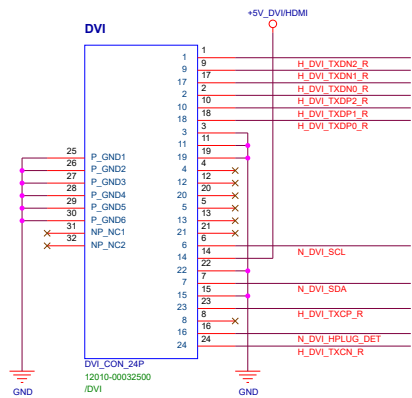 +5V_DVI/HDMI
DVI
1 1
9 9 H_DVI_TXDN2_R
17 17 H_DVI_TXDN1_R
2 2 H_DVI_TXDN0_R
10 10 H_DVI_TXDP2_R
18 18 H_DVI_TXDP1_R
3 3 H_DVI_TXDP0_R
11 11
25 P_GND1 19 19
26 P_GND2 4 4
27 P_GND3 12 12
28 P_GND4 20 20
29 P_GND5 5 5
30 P_GND6 13 13
31 NP_NC1 21 21
32 NP_NC2 6 6
14 14 N_DVI_SCL
22 22
7 7
15 15 N_DVI_SDA
23 23
8 8 H_DVI_TXCP_R
16 16
24 24 N_DVI_HPLUG_DET
H_DVI_TXCN_R
DVI_CON_24P
12010-00032500
/DVI
GND
GND